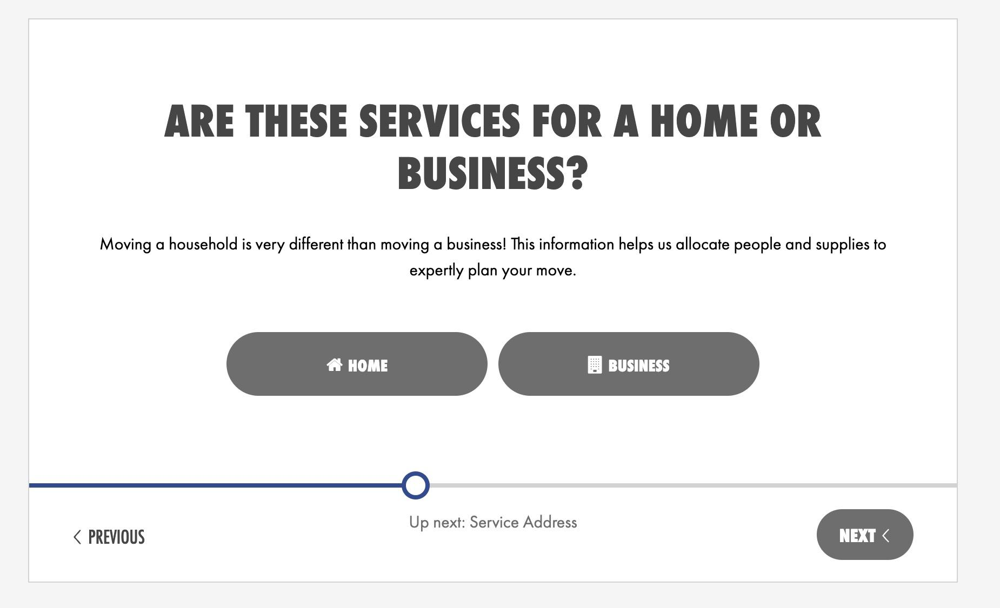 ARE THESE SERVICES FOR A HOME OR
BUSINESS?
Moving a household is very different than moving a business! This information helps us allocate people and supplies to
expertly plan your move.
HOME
BUSINESS
Up next: Service Address
PREVIOUS
NEXT